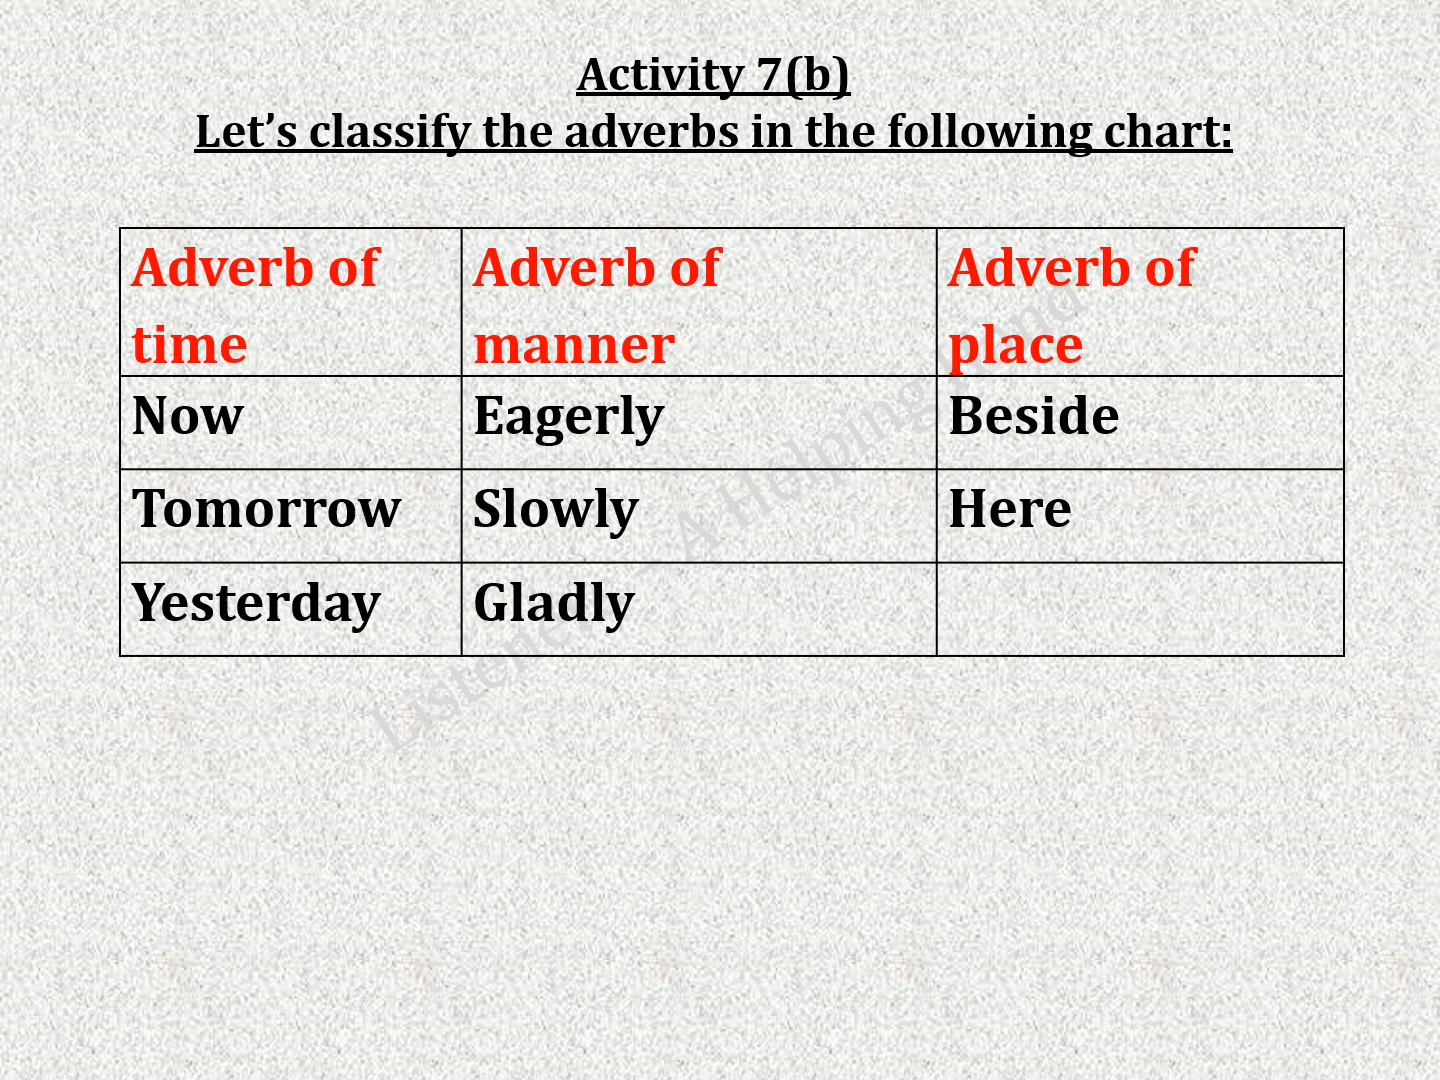 Activity 7(b)
Let’s classify the adverbs in the following chart:
Adverb of time
Adverb of manner
Adverb of place
Now
Eagerly
Beside
Tomorrow
Slowly
Here
Yesterday
Gladly
A Helping